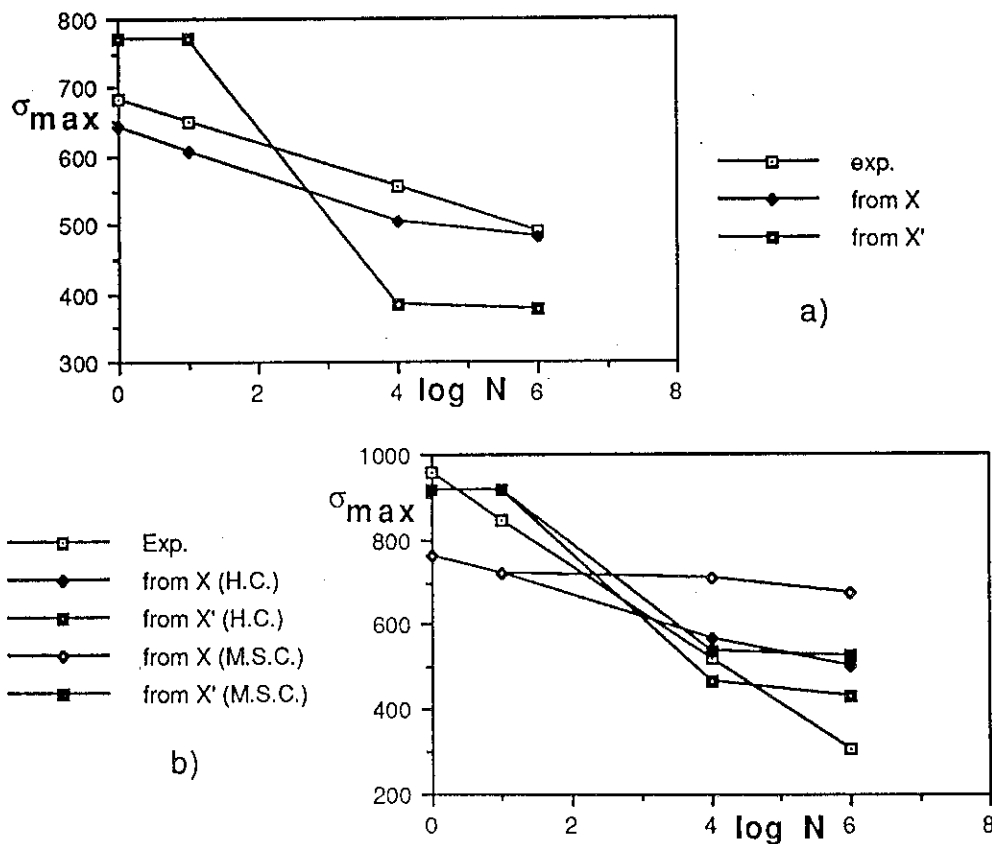 800
700
σmax
600
500
400
300
0
2
4
6
8
log N
exp.
from X
from X'
a)
1000
σmax
800
600
400
200
0
2
4
6
8
log N
Exp.
from X (H.C.)
from X' (H.C.)
from X (M.S.C.)
from X' (M.S.C.)
b)